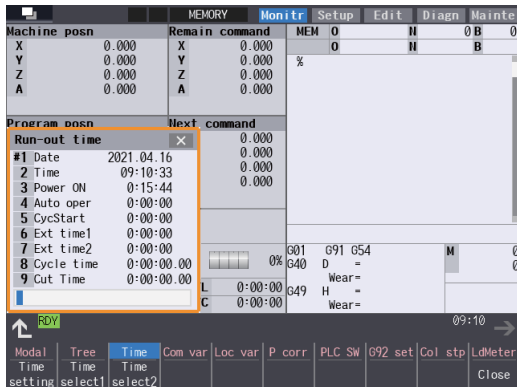 MEMORY Monitr Setup Edit Diagn Mainte
Machine posn Remain command MEM O N 0 B 0
X 0.000 X 0.000 O N B
Y 0.000 Y 0.000 %
Z 0.000 Z 0.000
A 0.000 A 0.000
Program posn Next command
Run-out time 0.000
#1 Date 2021.04.16 0.000
2 Time 09:10:33 0.000
3 Power ON 0:15:44 0.000
4 Auto oper 0:00:00
5 CycStart 0:00:00
6 Ext time1 0:00:00
7 Ext time2 0:00:00 G01 G91 G54 M 0
8 Cycle time 0:00:00.00 0% G40 D = 0
9 Cut Time 0:00:00.00 Wear=
L 0:00:00 G49 H =
C 0:00:00 Wear=
RDY 09:10
Modal Tree Time Com var Loc var P corr PLC SW G92 set Col stp LdMeter
Time Time Time
setting select1 select2 Close